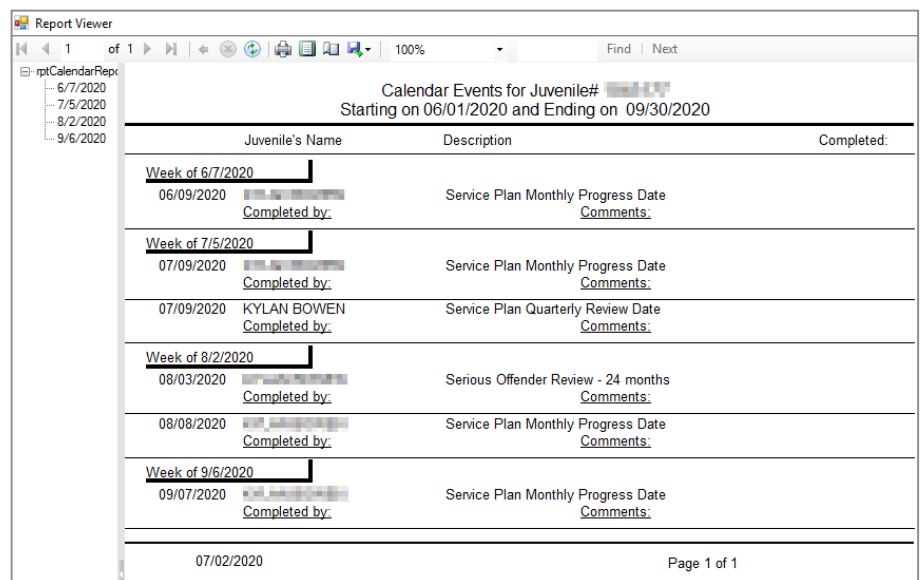 Report Viewer
1 of 1 100% Find | Next
rptCalendarRepo
6/7/2020
7/5/2020
8/2/2020
9/6/2020
Calendar Events for Juvenile#
Starting on 06/01/2020 and Ending on 09/30/2020
Juvenile's Name Description Completed:
Week of 6/7/2020
06/09/2020 Service Plan Monthly Progress Date
Completed by: Comments:
Week of 7/5/2020
07/09/2020 Service Plan Monthly Progress Date
Completed by: Comments:
07/09/2020 KYLAN BOWEN Service Plan Quarterly Review Date
Completed by: Comments:
Week of 8/2/2020
08/03/2020 Serious Offender Review - 24 months
Completed by: Comments:
08/08/2020 Service Plan Monthly Progress Date
Completed by: Comments:
Week of 9/6/2020
09/07/2020 Service Plan Monthly Progress Date
Completed by: Comments:
07/02/2020 Page 1 of 1